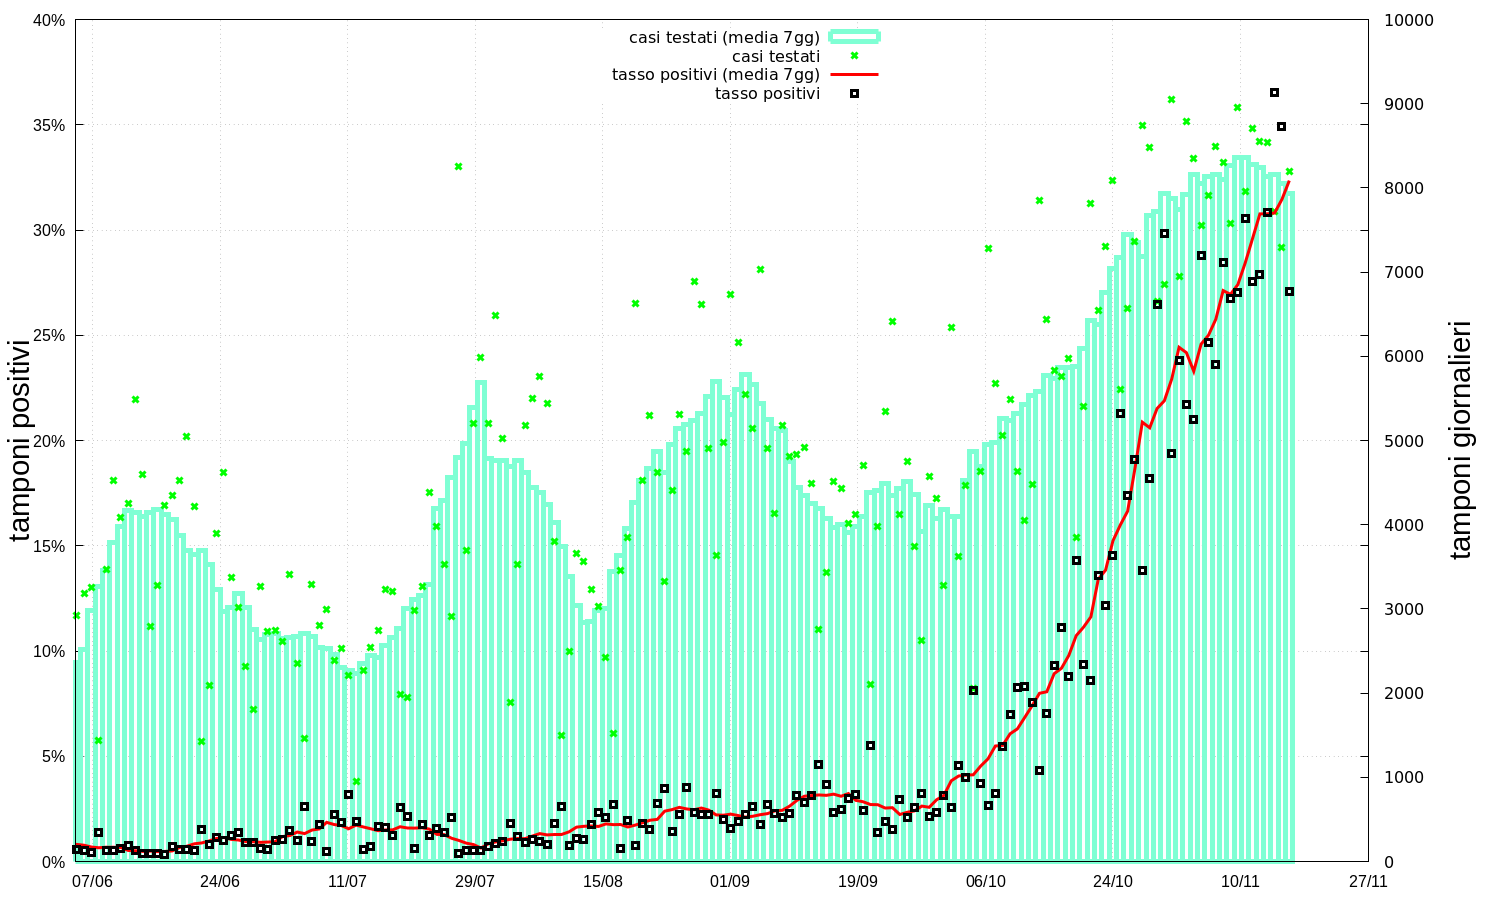 casi testati (media 7gg)
casi testati
tasso positivi (media 7gg)
tasso positivi
40%
35%
30%
25%
20%
15%
10%
5%
0%
tamponi positivi
10000
9000
8000
7000
6000
5000
4000
3000
2000
1000
0
tamponi giornalieri
07/06 24/06 11/07 29/07 15/08 01/09 19/09 06/10 24/10 10/11 27/11